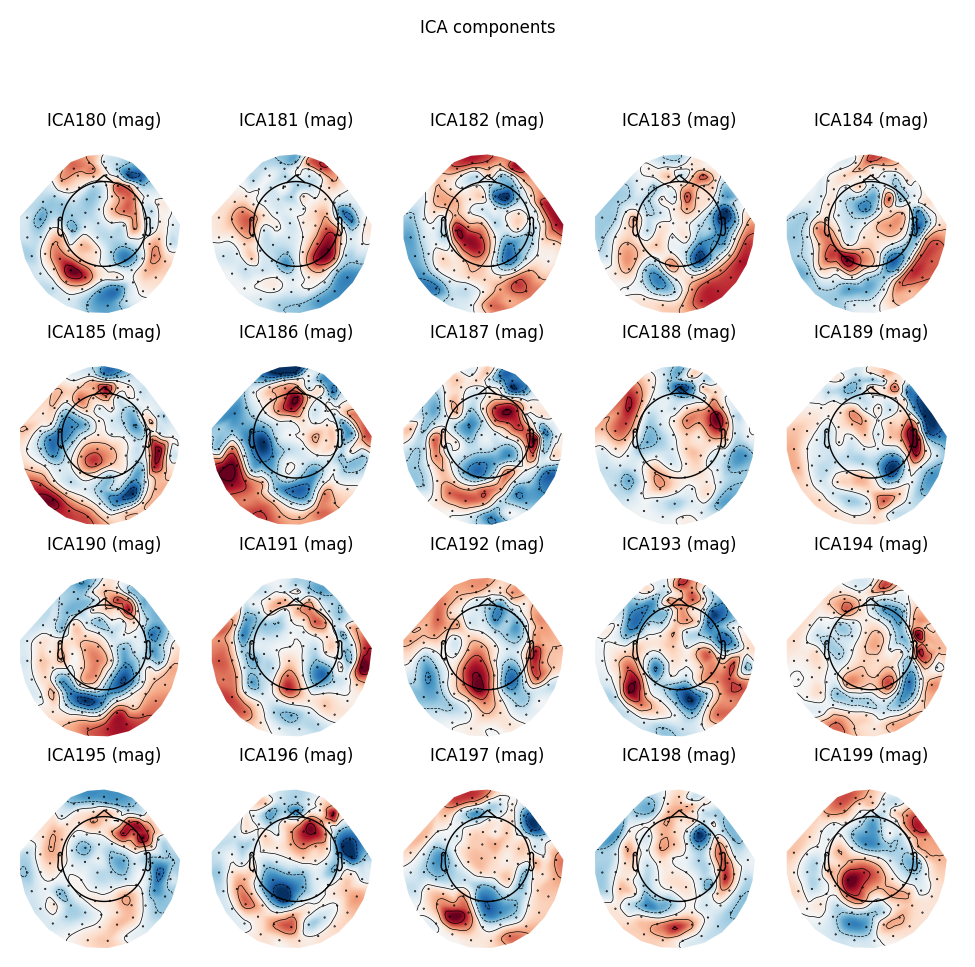 ICA components
ICA180 (mag) ICA181 (mag) ICA182 (mag) ICA183 (mag) ICA184 (mag)
ICA185 (mag) ICA186 (mag) ICA187 (mag) ICA188 (mag) ICA189 (mag)
ICA190 (mag) ICA191 (mag) ICA192 (mag) ICA193 (mag) ICA194 (mag)
ICA195 (mag) ICA196 (mag) ICA197 (mag) ICA198 (mag) ICA199 (mag)